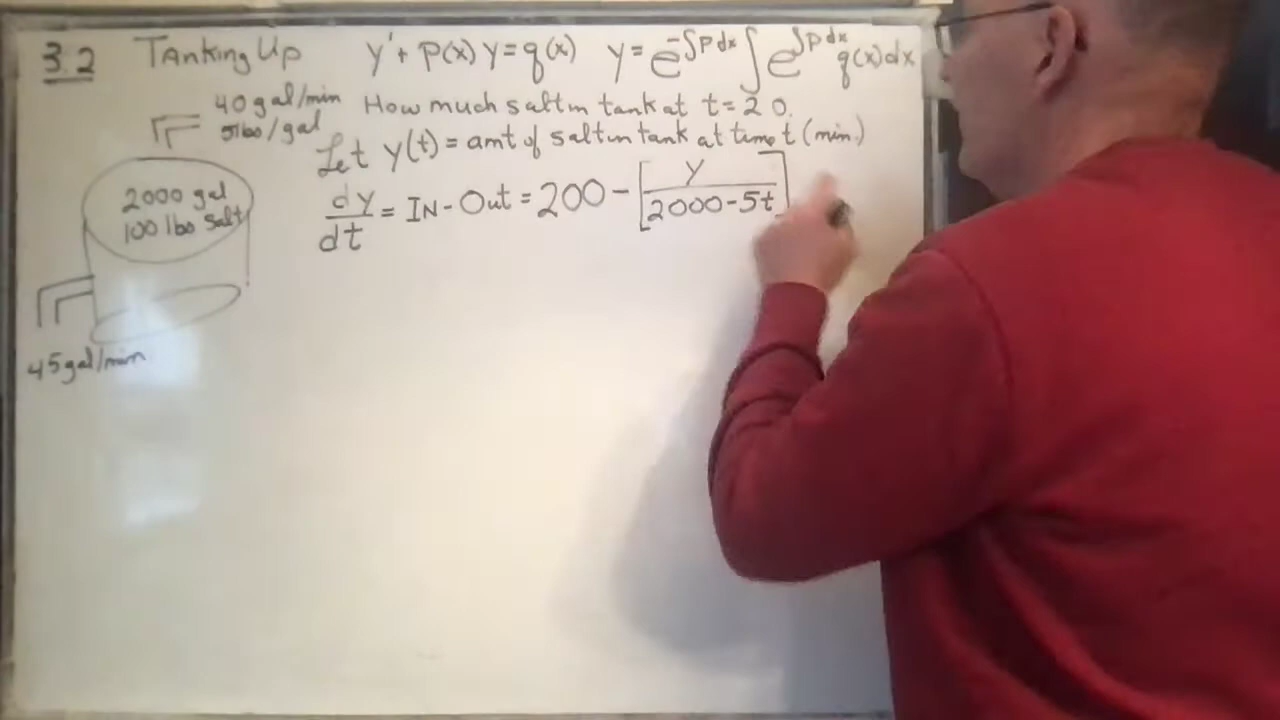 3.2 Tanking Up y' + p(x) y = q(x) y = e^{-∫P dx} ∫ e^{∫P dx} q(x) dx
40 gal/min How much salt in tank at t = 20.
5 lbs/gal Let y(t) = amt of salt in tank at time t (min.)
2000 gal
100 lbs salt
dy/dt = IN - Out = 200 - [y/(2000-5t)]
45 gal/min